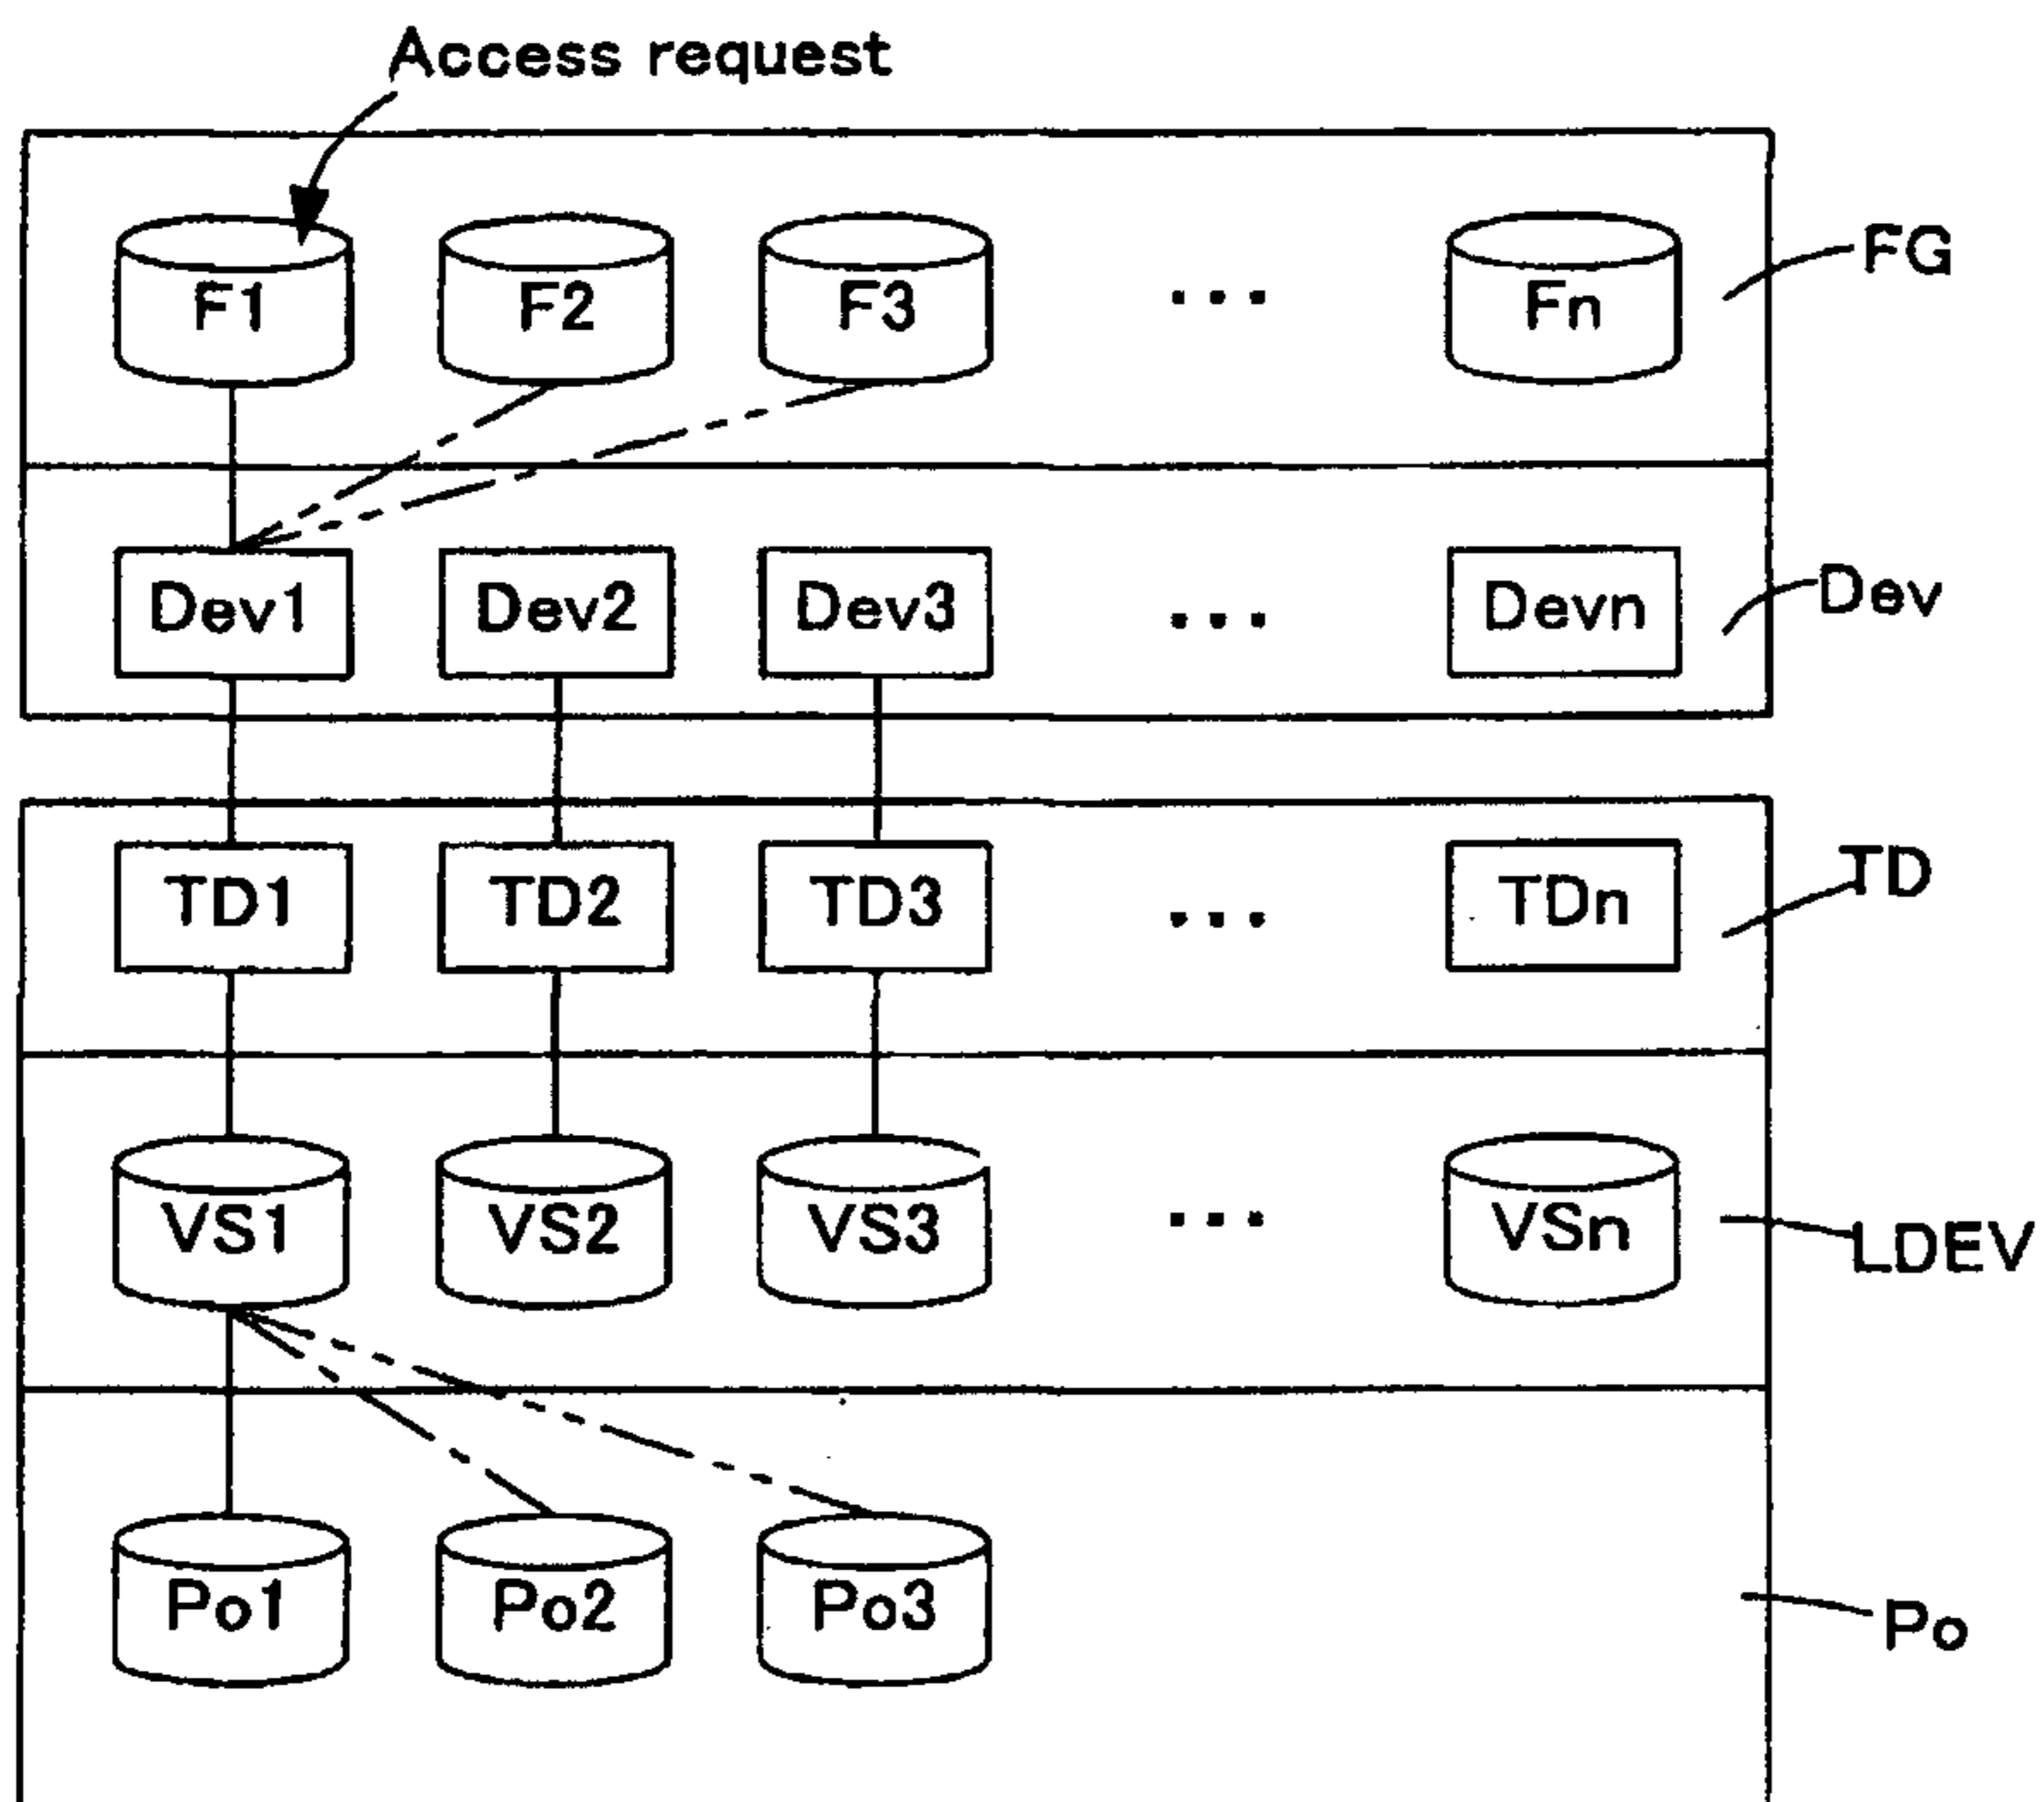 Access request
F1 F2 F3 ... Fn FG
Dev1 Dev2 Dev3 ... Devn Dev
TD1 TD2 TD3 ... TDn TD
VS1 VS2 VS3 ... VSn LDEV
Po1 Po2 Po3 Po